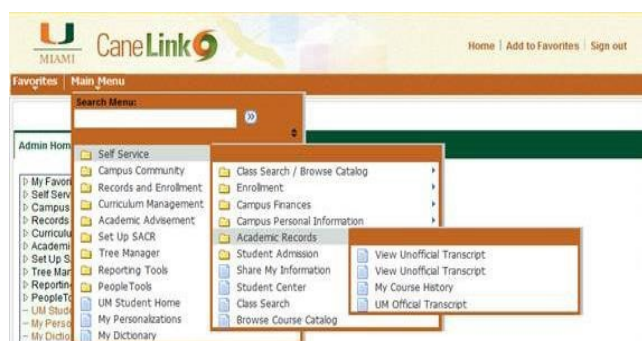 U
MIAMI
CaneLink
Home | Add to Favorites | Sign out
Favorites | Main Menu
Search Menu:
Admin Hom
Self Service
Campus Community
Records and Enrollment
Curriculum Management
Academic Advisement
Set Up SACR
Tree Manager
Reporting Tools
PeopleTools
UM Student Home
My Personalizations
My Dictionary
Class Search / Browse Catalog
Enrollment
Campus Finances
Campus Personal Information
Academic Records
Student Admission
Share My Information
Student Center
Class Search
Browse Course Catalog
View Unofficial Transcript
View Unofficial Transcript
My Course History
UM Official Transcript
My Favori
Self Serv
Campus
Records
Curriculu
Academi
Set Up S
Tree Man
Reportin
PeopleTo
UM Stude
My Perso
My Dictio